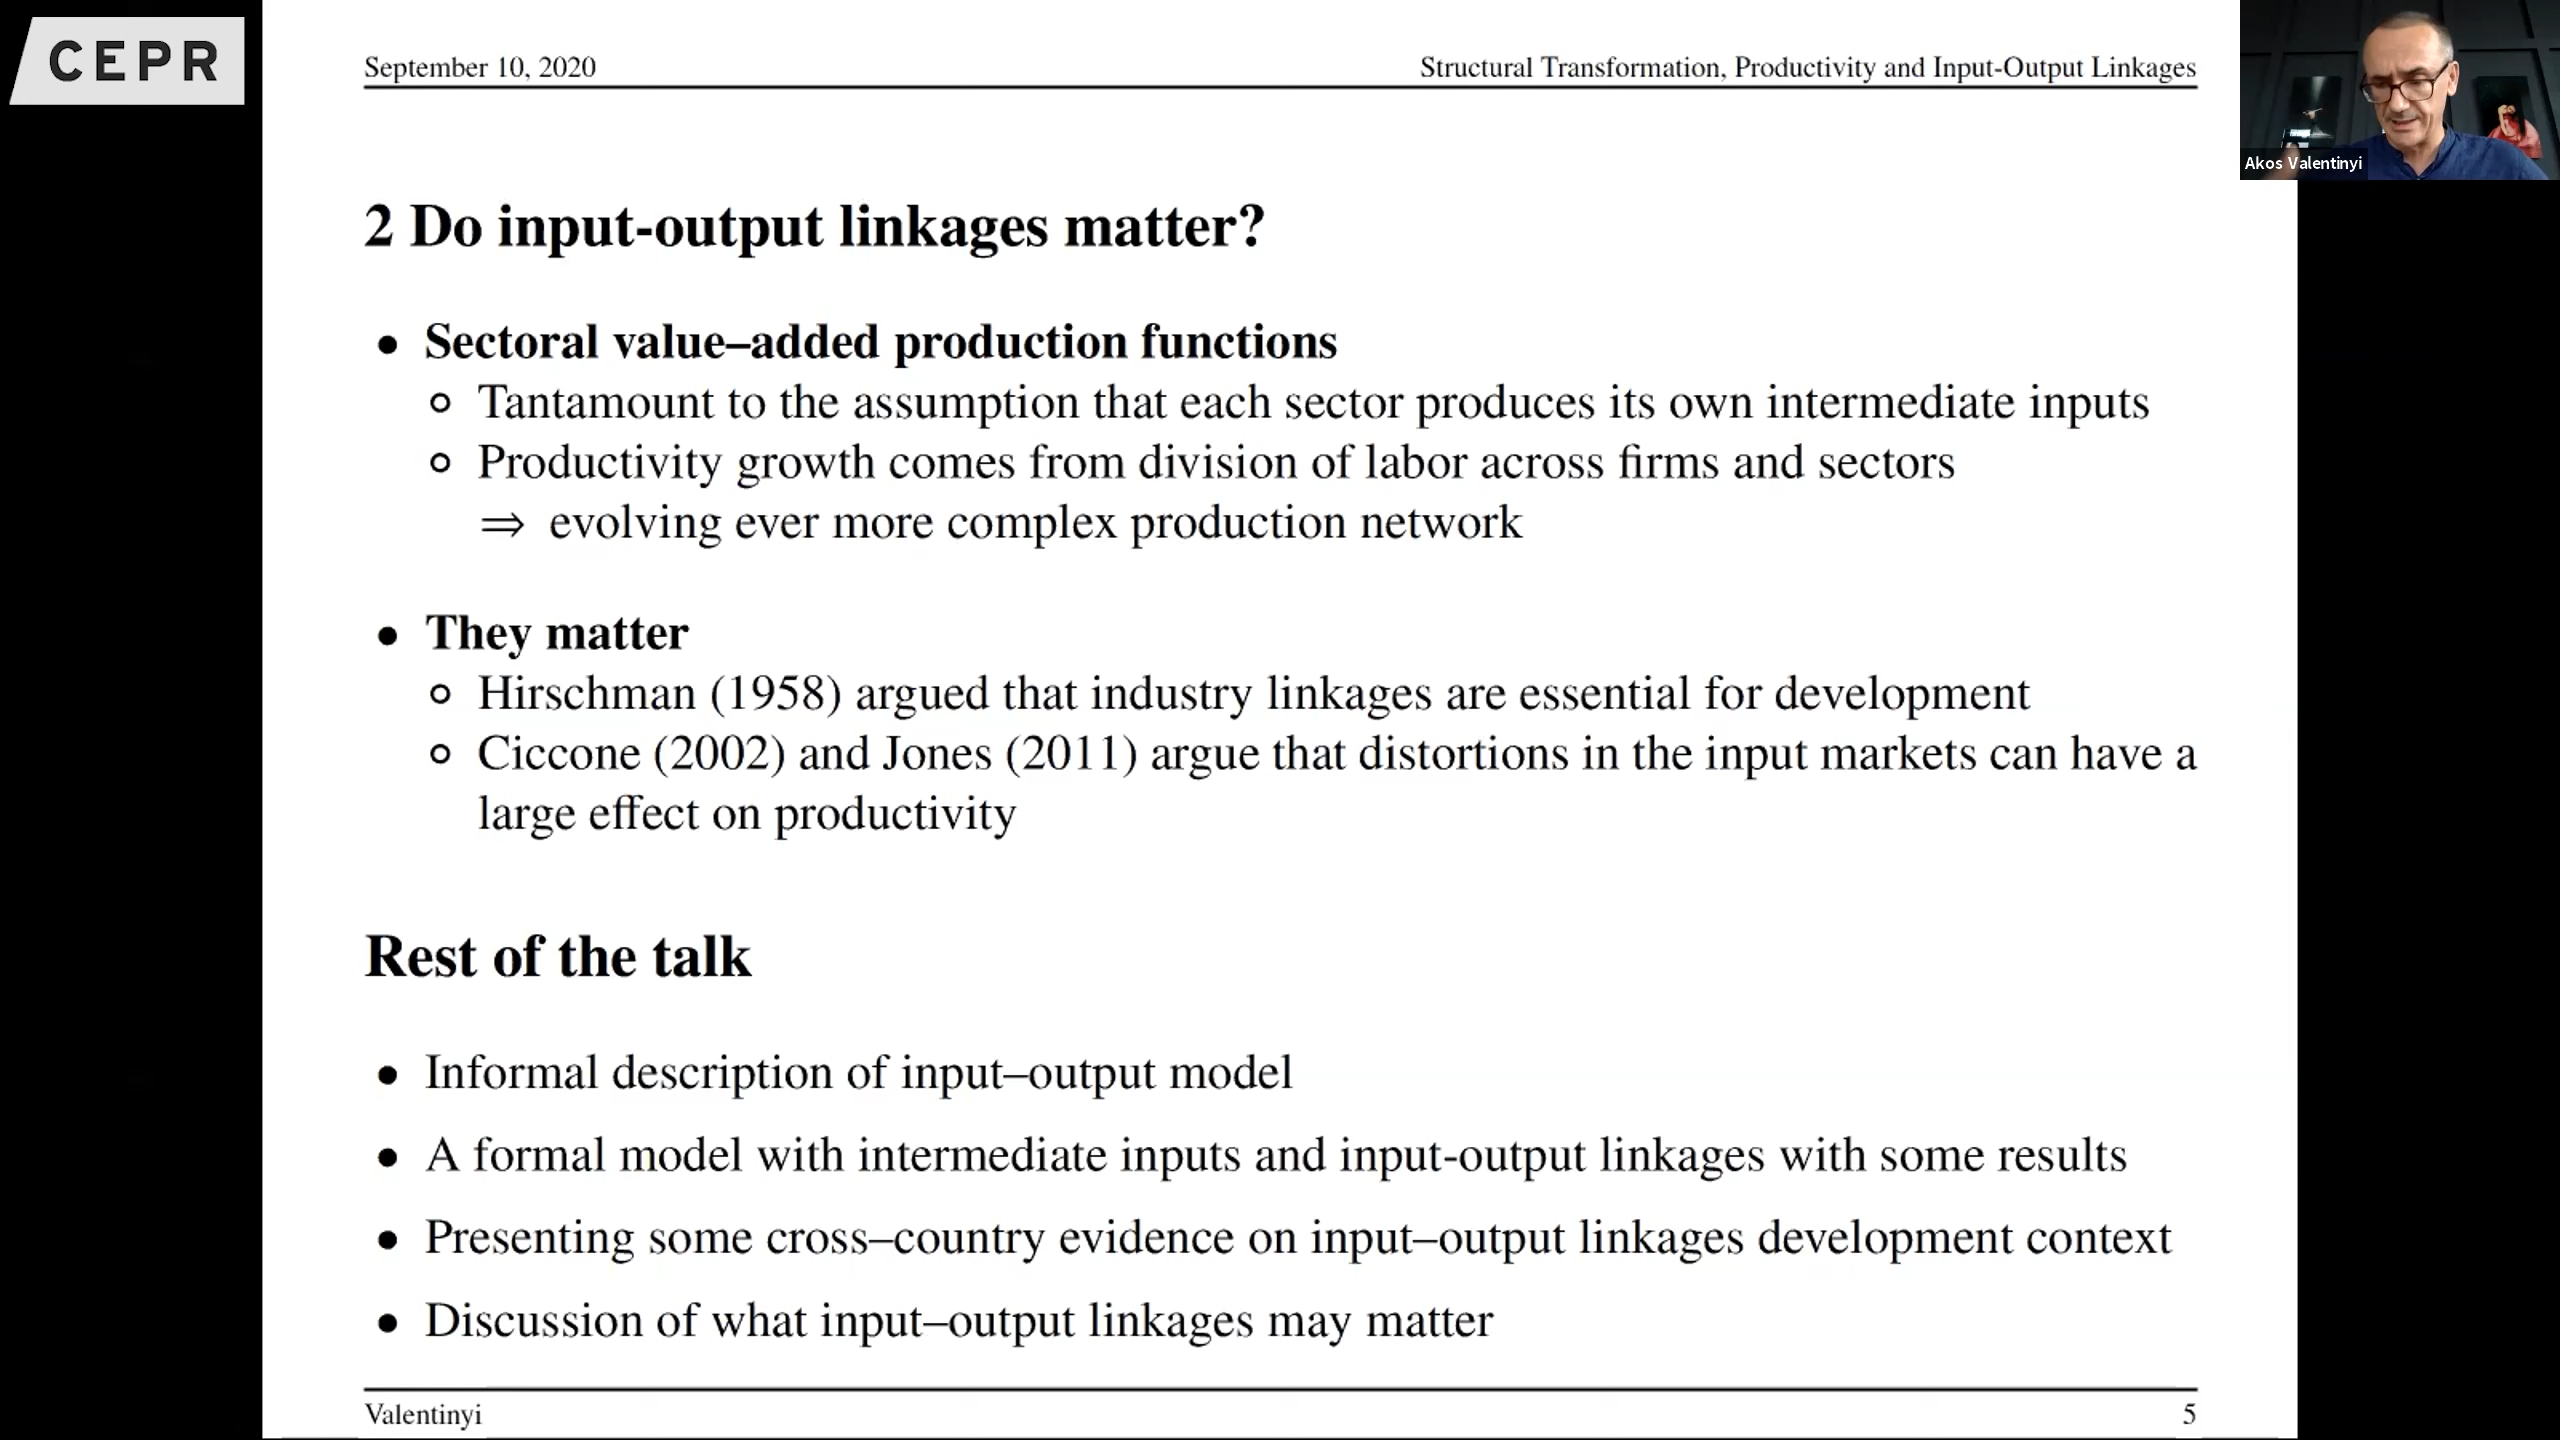 CEPR
September 10, 2020
Structural Transformation, Productivity and Input-Output Linkages
Akos Valentinyi
2 Do input-output linkages matter?
• Sectoral value–added production functions
∘ Tantamount to the assumption that each sector produces its own intermediate inputs
∘ Productivity growth comes from division of labor across firms and sectors
⇒ evolving ever more complex production network
• They matter
∘ Hirschman (1958) argued that industry linkages are essential for development
∘ Ciccone (2002) and Jones (2011) argue that distortions in the input markets can have a
large effect on productivity
Rest of the talk
• Informal description of input–output model
• A formal model with intermediate inputs and input-output linkages with some results
• Presenting some cross–country evidence on input–output linkages development context
• Discussion of what input–output linkages may matter
Valentinyi
5